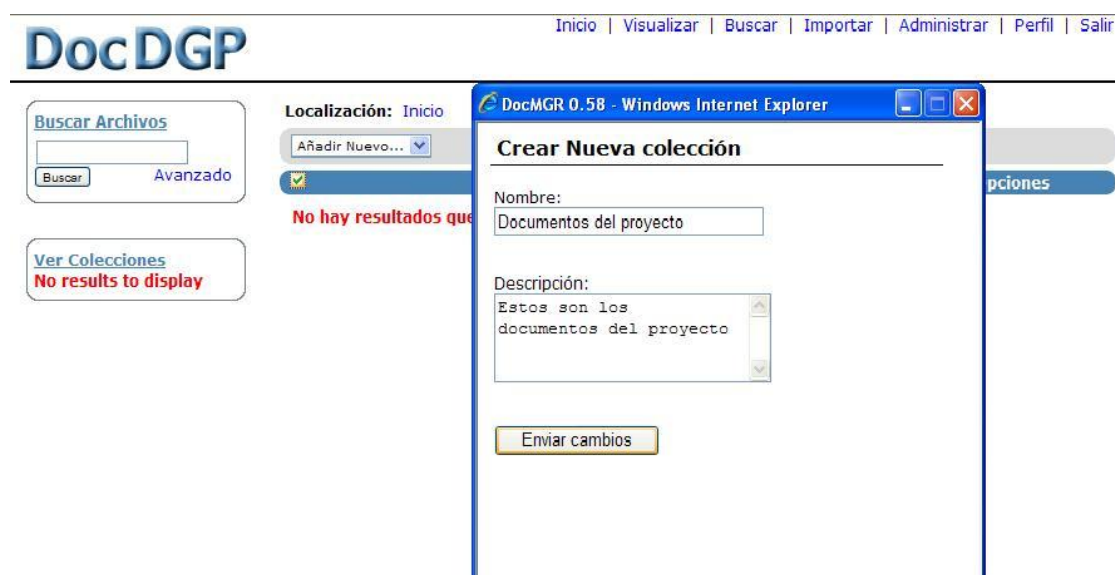 DocDGP
Inicio | Visualizar | Buscar | Importar | Administrar | Perfil | Salir
Buscar Archivos
Buscar
Avanzado
Ver Colecciones
No results to display
Localización: Inicio
Añadir Nuevo...
pciones
No hay resultados que
DocMGR 0.58 - Windows Internet Explorer
Crear Nueva colección
Nombre:
Documentos del proyecto
Descripción:
Estos son los
documentos del proyecto
Enviar cambios